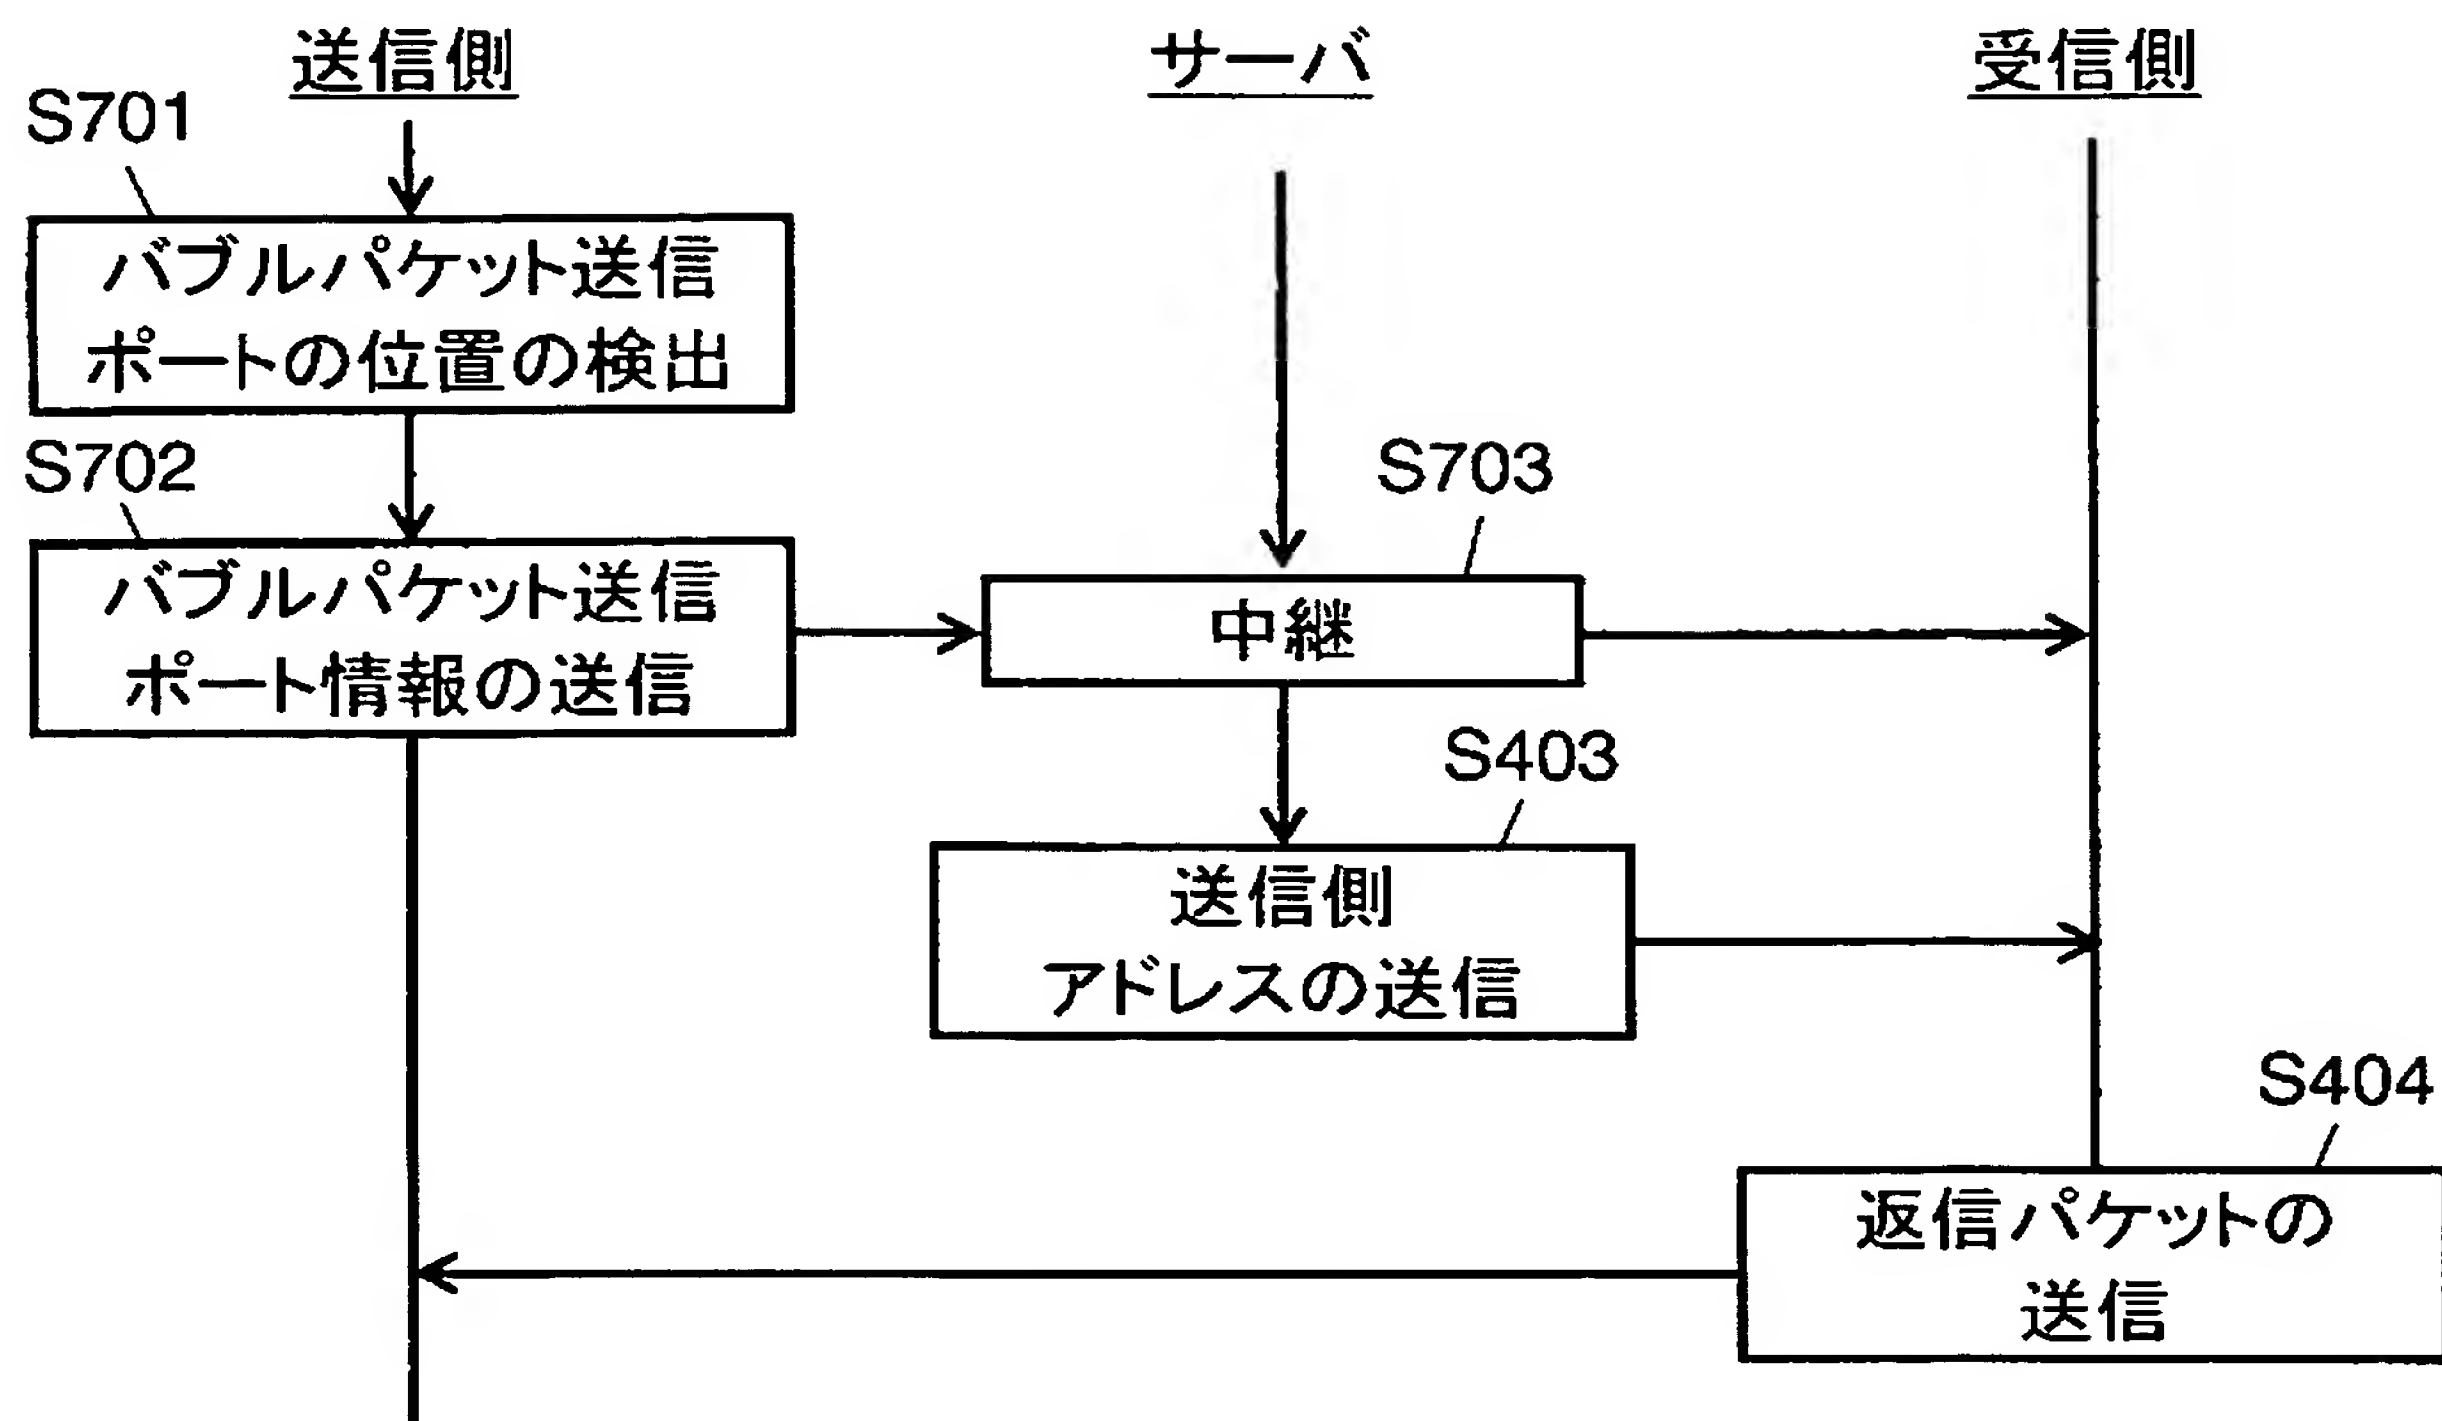 送信側
サーバ
受信側
S701
バブルパケット送信
ポートの位置の検出
S702
バブルパケット送信
ポート情報の送信
S703
中継
S403
送信側
アドレスの送信
S404
返信パケットの
送信